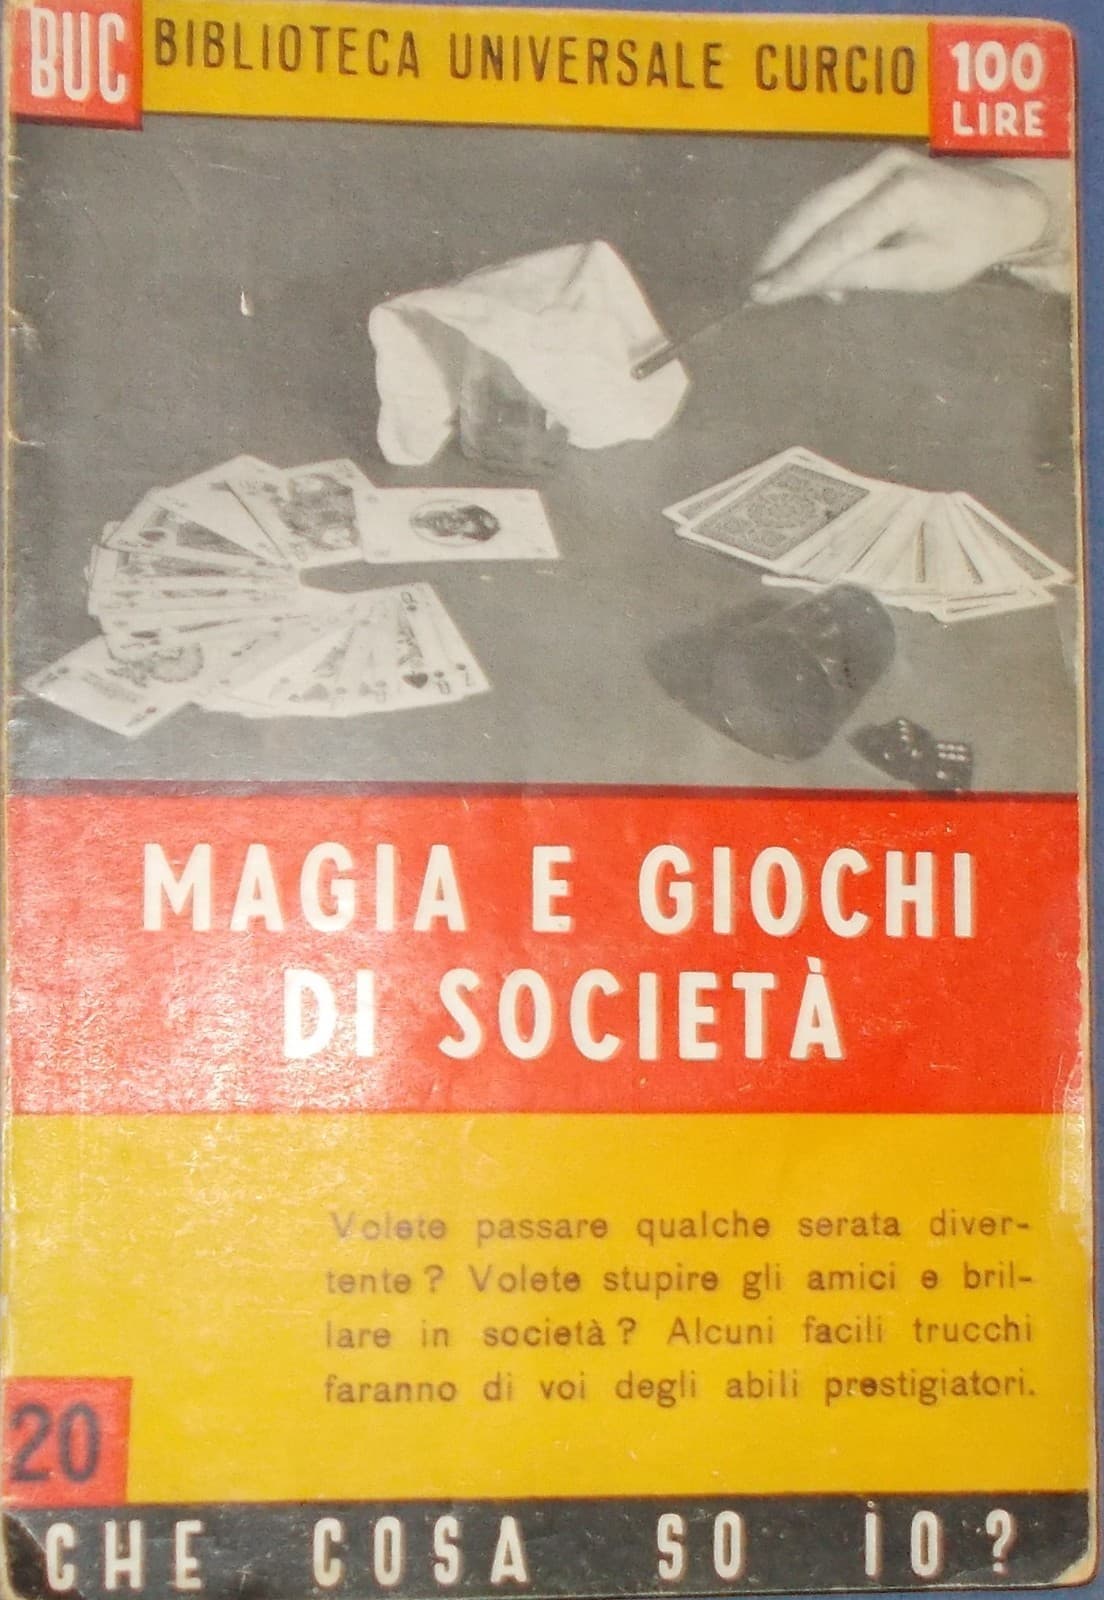 BUC BIBLIOTECA UNIVERSALE CURCIO 100
LIRE
MAGIA E GIOCHI
DI SOCIETÀ
Volete passare qualche serata diver-
tente? Volete stupire gli amici e bril-
lare in società? Alcuni facili trucchi
faranno di voi degli abili prestigiatori.
20
CHE COSA SO IO?